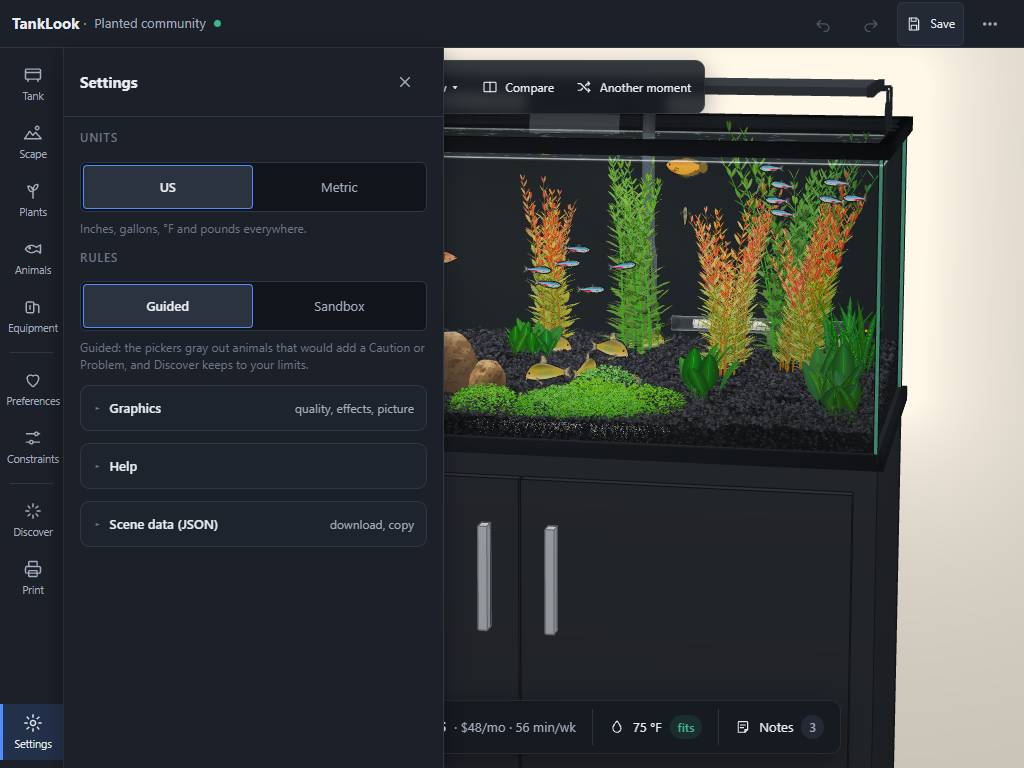 TankLook · Planted community
Save
Tank
Scape
Plants
Animals
Equipment
Preferences
Constraints
Discover
Print
Settings
Settings
UNITS
US
Metric
Inches, gallons, °F and pounds everywhere.
RULES
Guided
Sandbox
Guided: the pickers gray out animals that would add a Caution or
Problem, and Discover keeps to your limits.
Graphics
quality, effects, picture
Help
Scene data (JSON)
download, copy
Compare
Another moment
· $48/mo · 56 min/wk
75 °F
fits
Notes
3